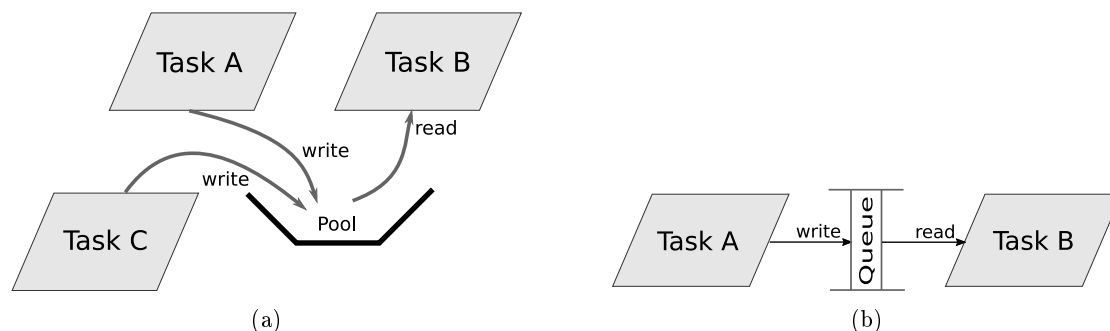 Task A
Task B
write
read
write
Task C
Pool
(a)
Task A
write
Queue
read
Task B
(b)